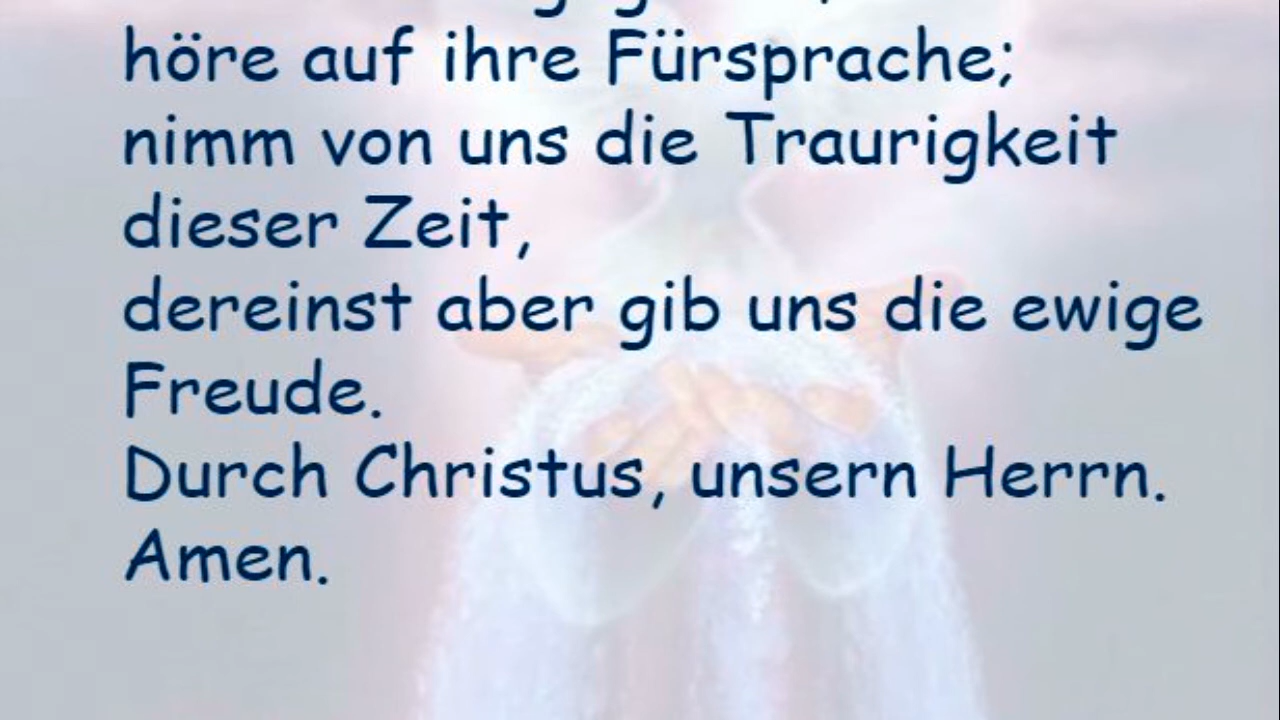 höre auf ihre Fürsprache;
nimm von uns die Traurigkeit
dieser Zeit,
dereinst aber gib uns die ewige
Freude.
Durch Christus, unsern Herrn.
Amen.